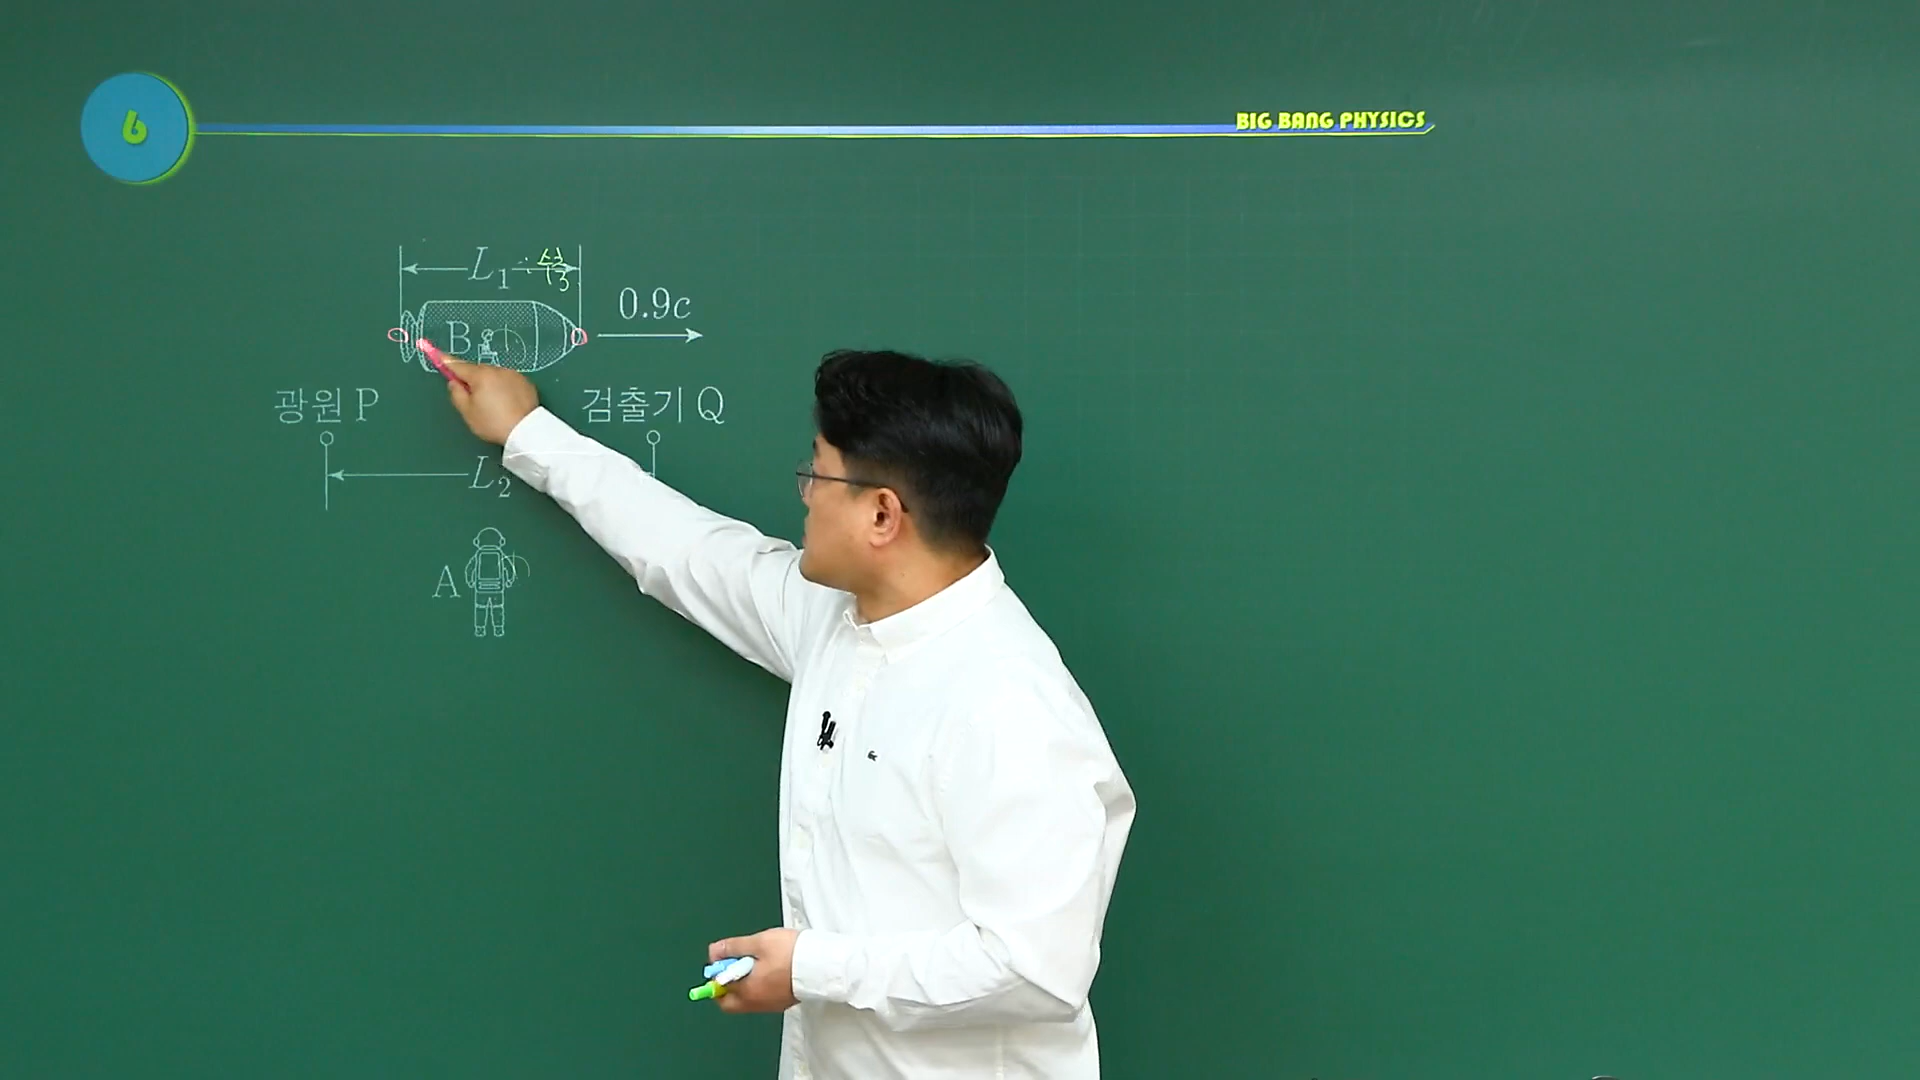 6
BIG BANG PHYSICS
L₁
0.9c
B
광원 P
검출기 Q
L₂
A